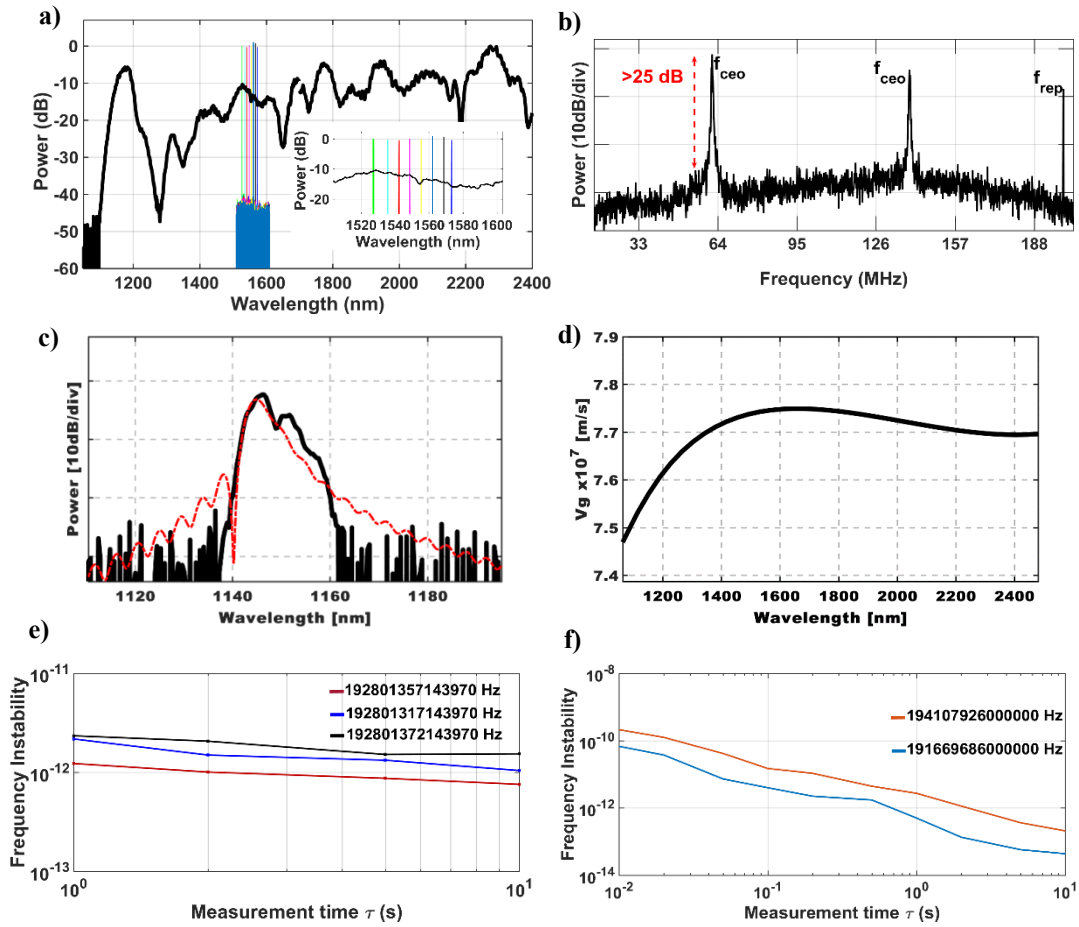 a)
0
-10
-20
-30
-40
-50
-60
Power (dB)
1200 1400 1600 1800 2000 2200 2400
Wavelength (nm)
0
-10
-20
Power (dB)
1520 1540 1560 1580 1600
Wavelength (nm)
b)
Power (10dB/div)
>25 dB
fceo
fceo
frep
33 64 95 126 157 188
Frequency (MHz)
c)
Power [10dB/div]
1120 1140 1160 1180
Wavelength [nm]
d)
7.9
7.8
7.7
7.6
7.5
7.4
Vg x10^7 [m/s]
1200 1400 1600 1800 2000 2200 2400
Wavelength [nm]
e)
10^-11
10^-12
10^-13
Frequency Instability
192801357143970 Hz
192801317143970 Hz
192801372143970 Hz
10^0 10^1
Measurement time τ (s)
f)
10^-8
10^-10
10^-12
10^-14
Frequency Instability
194107926000000 Hz
191669686000000 Hz
10^-2 10^-1 10^0 10^1
Measurement time τ (s)